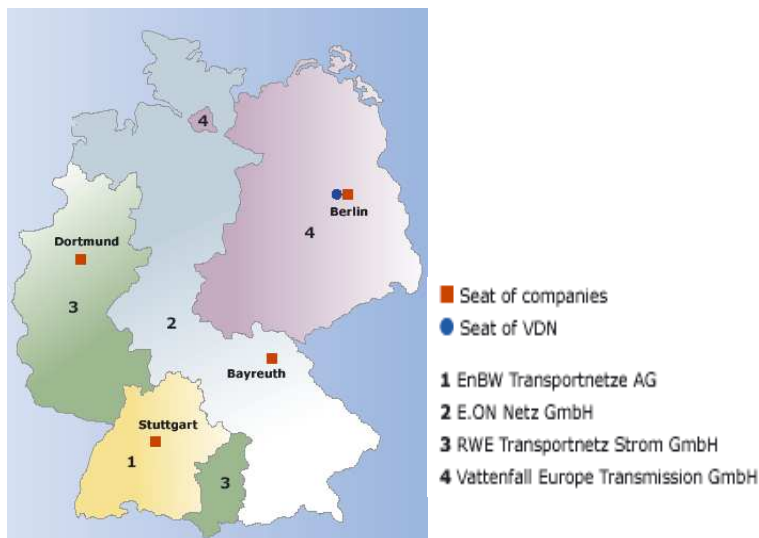 4
Berlin
4
Dortmund
3
2
Bayreuth
Stuttgart
1
3
Seat of companies
Seat of VDN
1 EnBW Transportnetze AG
2 E.ON Netz GmbH
3 RWE Transportnetz Strom GmbH
4 Vattenfall Europe Transmission GmbH